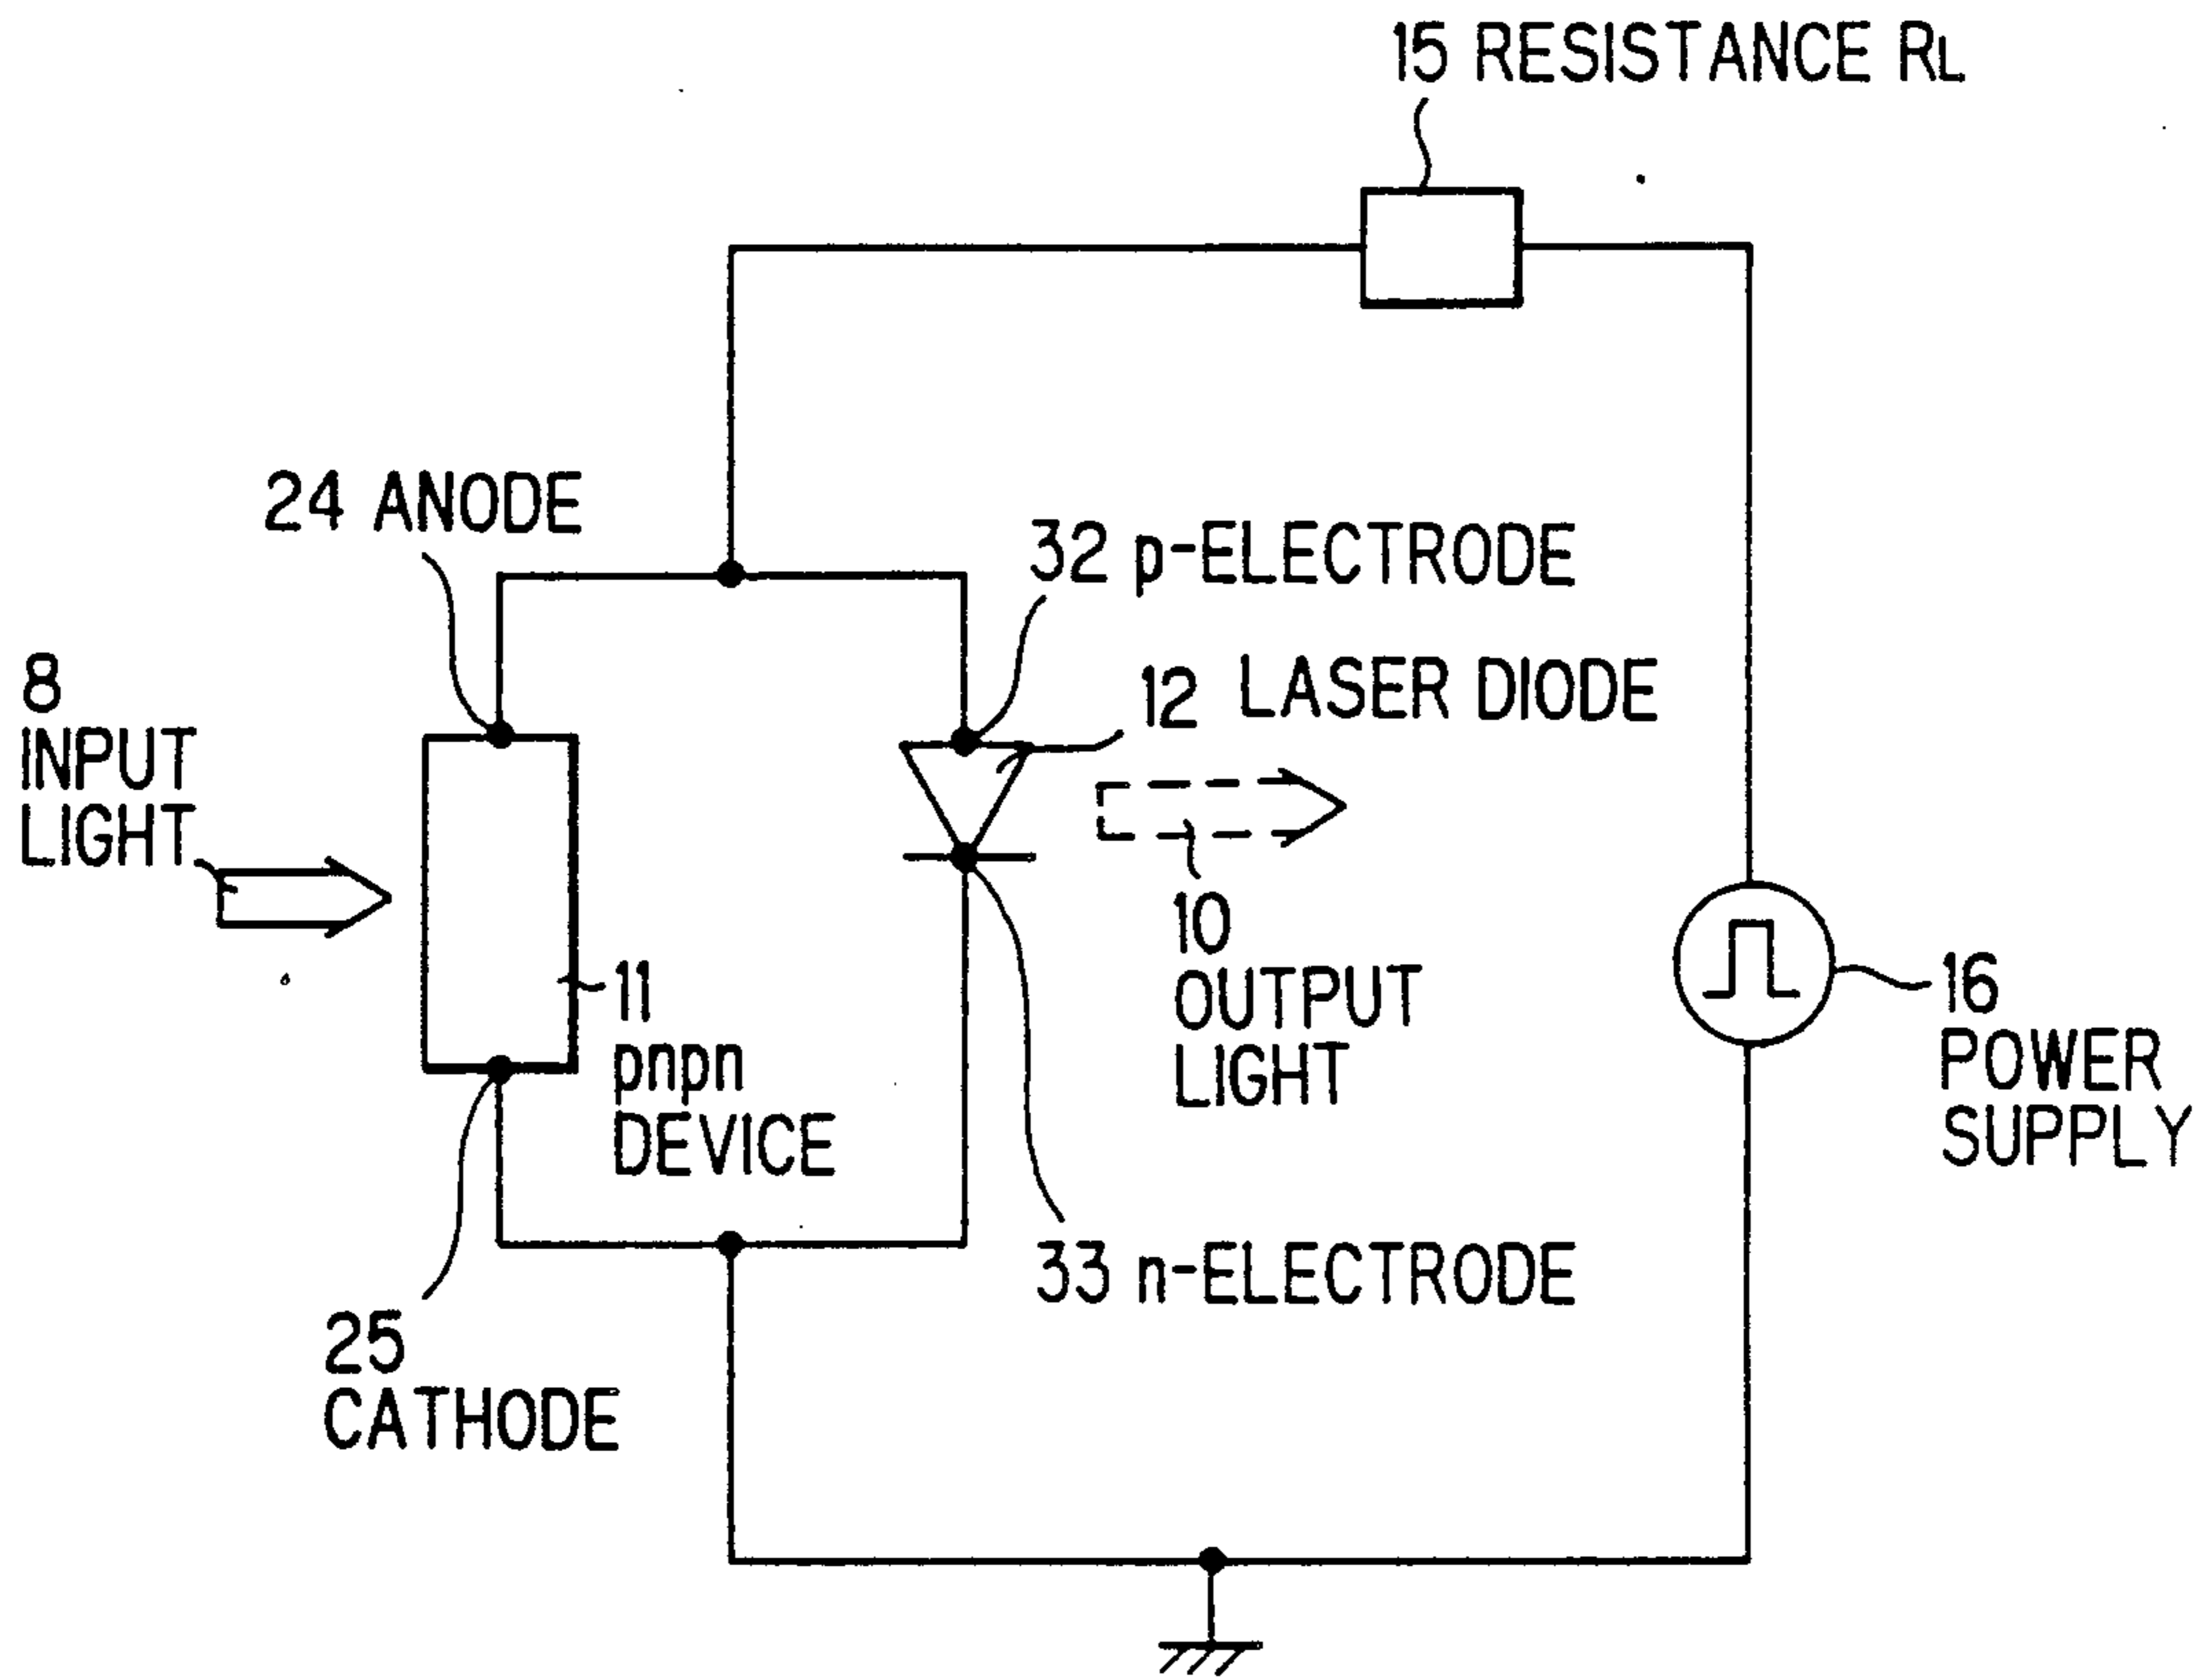 15 RESISTANCE RL
24 ANODE
32 p-ELECTRODE
12 LASER DIODE
8
INPUT
LIGHT
11
pnpn
DEVICE
10
OUTPUT
LIGHT
16
POWER
SUPPLY
33 n-ELECTRODE
25
CATHODE